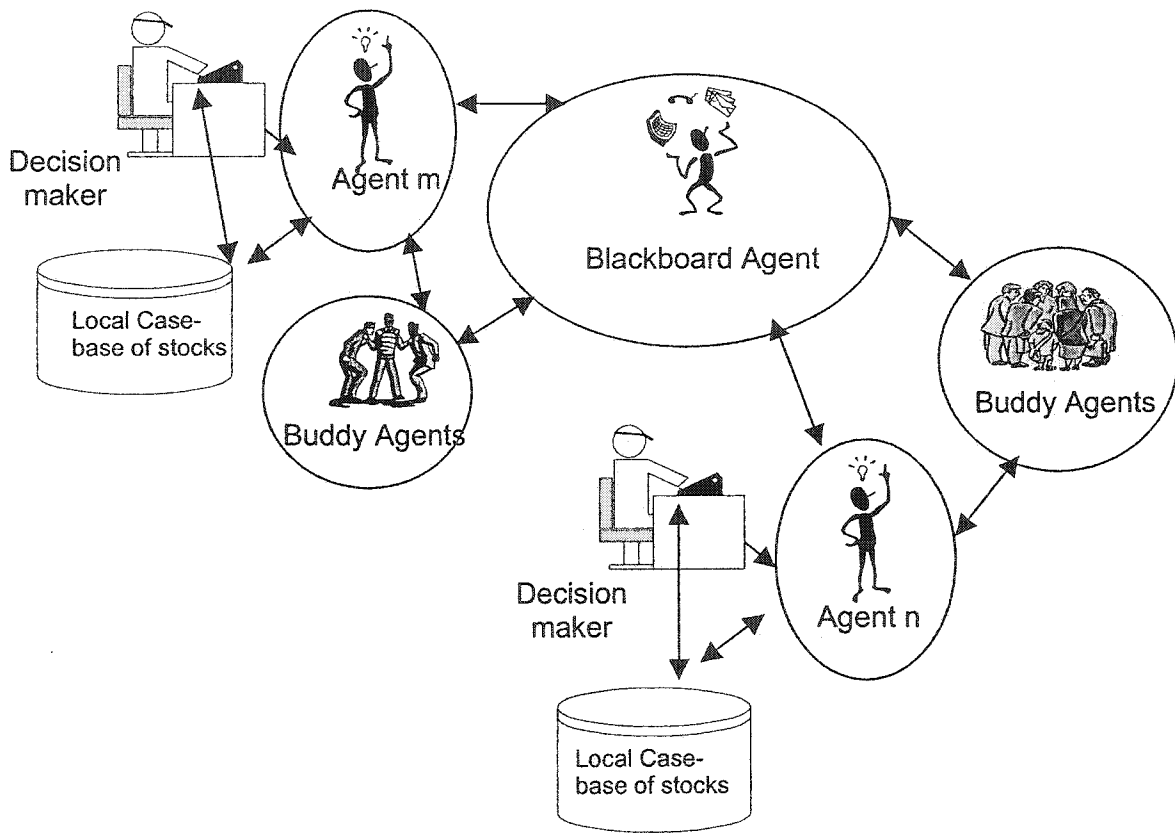 Decision
maker
Agent m
Blackboard Agent
Local Case-
base of stocks
Buddy Agents
Buddy Agents
Decision
maker
Agent n
Local Case-
base of stocks